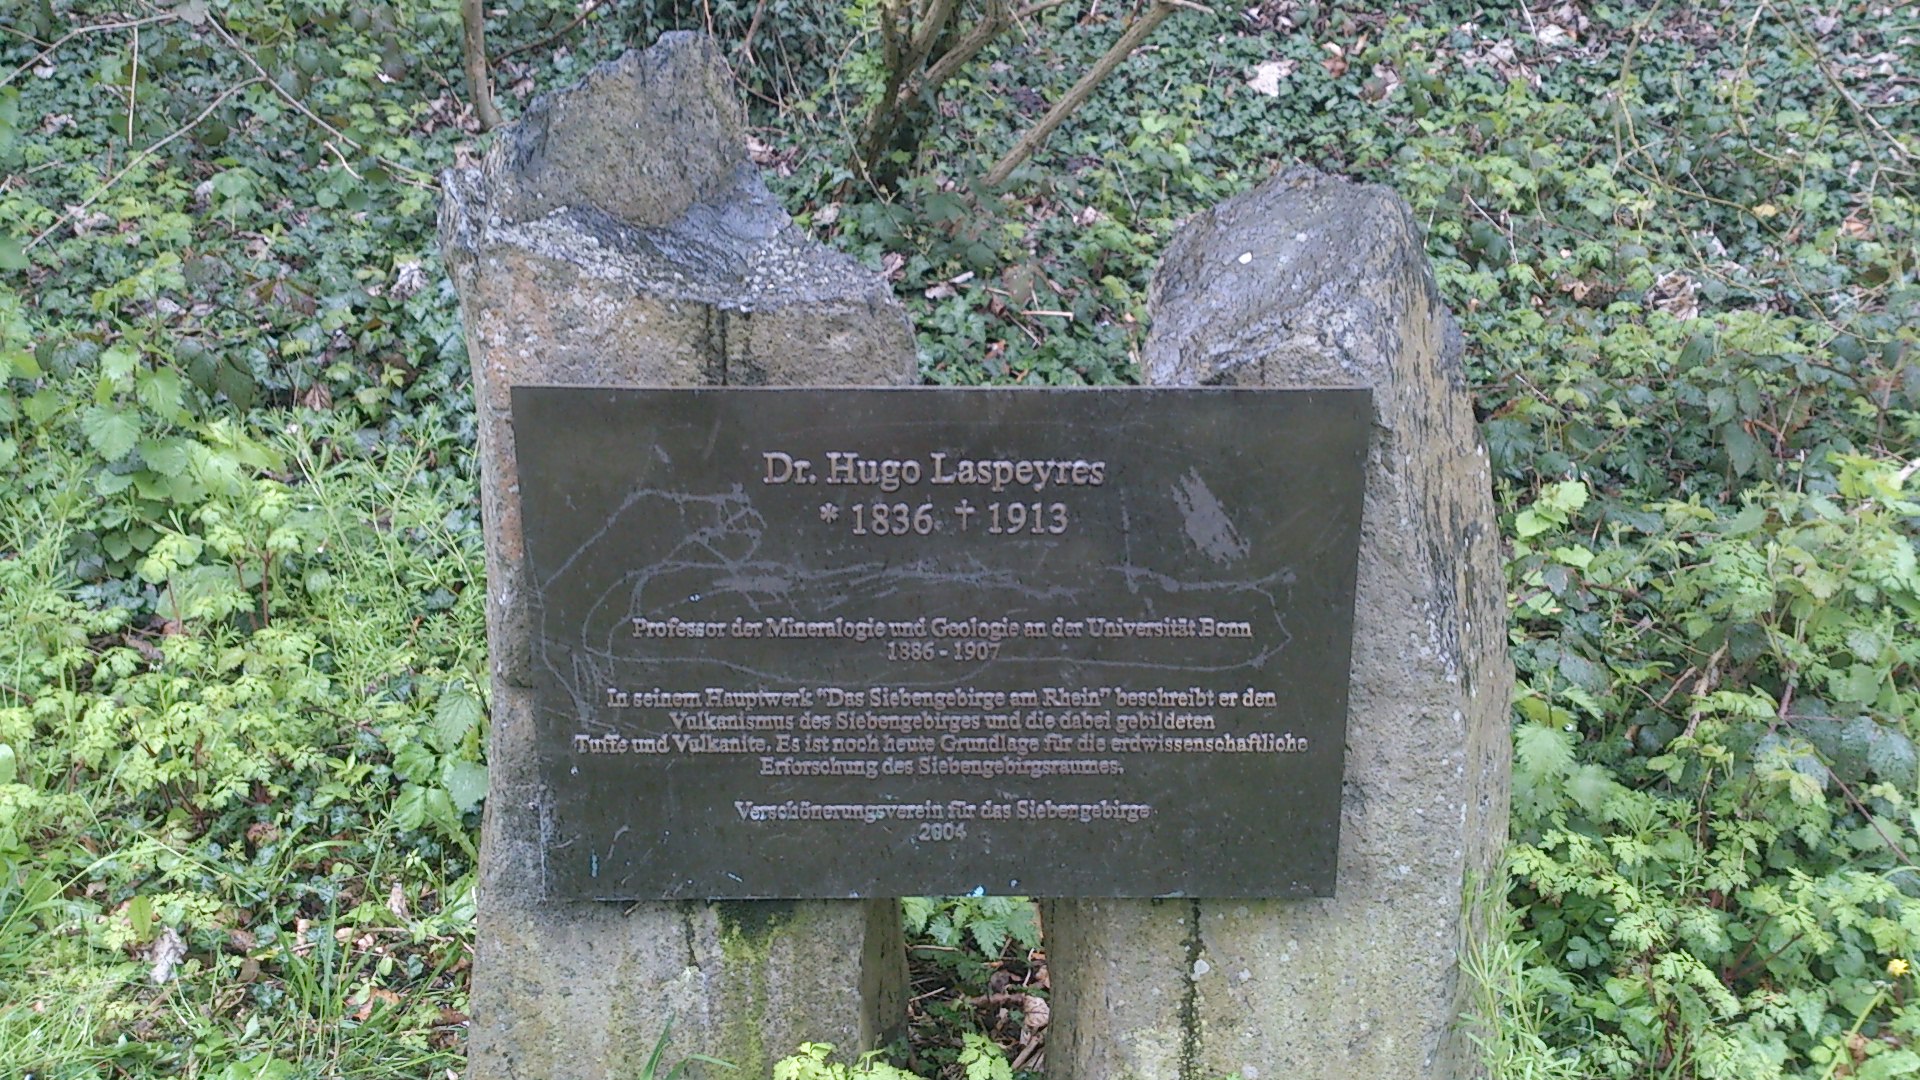 Dr. Hugo Laspeyres
* 1836 † 1913
Professor der Mineralogie und Geologie an der Universität Bonn
1886 - 1907
In seinem Hauptwerk "Das Siebengebirge am Rhein" beschreibt er den
Vulkanismus des Siebengebirges und die dabei gebildeten
Tuffe und Vulkanite. Es ist noch heute Grundlage für die erdwissenschaftliche
Erforschung des Siebengebirgsraumes.
Verschönerungsverein für das Siebengebirge
2004